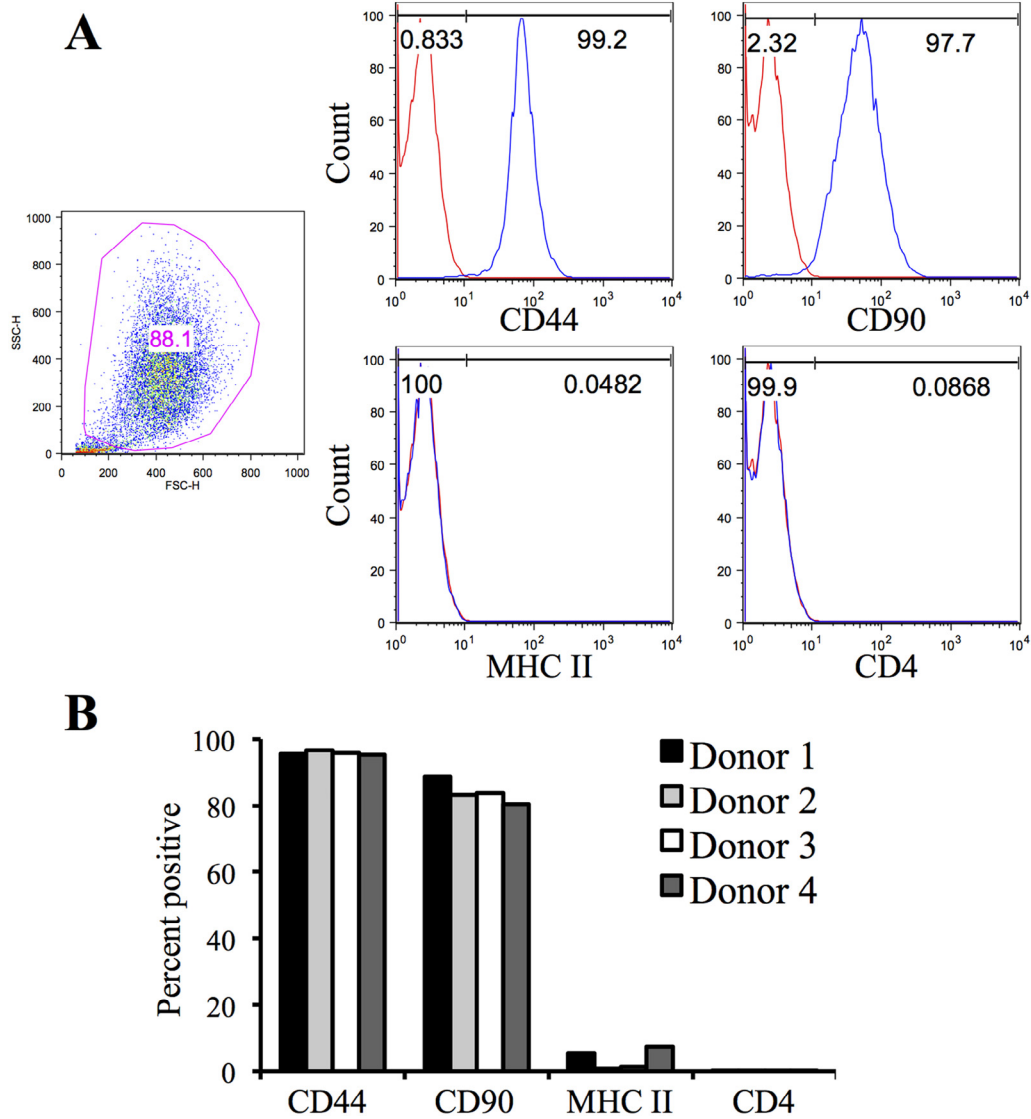 A
0.833 99.2
100
80
60
40
20
0
Count
10^0 10^1 10^2 10^3 10^4
CD44
2.32 97.7
100
80
60
40
20
0
10^0 10^1 10^2 10^3 10^4
CD90
1000
800
600
400
200
0
SSC-H
88.1
0 200 400 600 800 1000
FSC-H
100 0.0482
100
80
60
40
20
0
Count
10^0 10^1 10^2 10^3 10^4
MHC II
99.9 0.0868
100
80
60
40
20
0
10^0 10^1 10^2 10^3 10^4
CD4
B
Percent positive
100
80
60
40
20
0
CD44 CD90 MHC II CD4
Donor 1
Donor 2
Donor 3
Donor 4